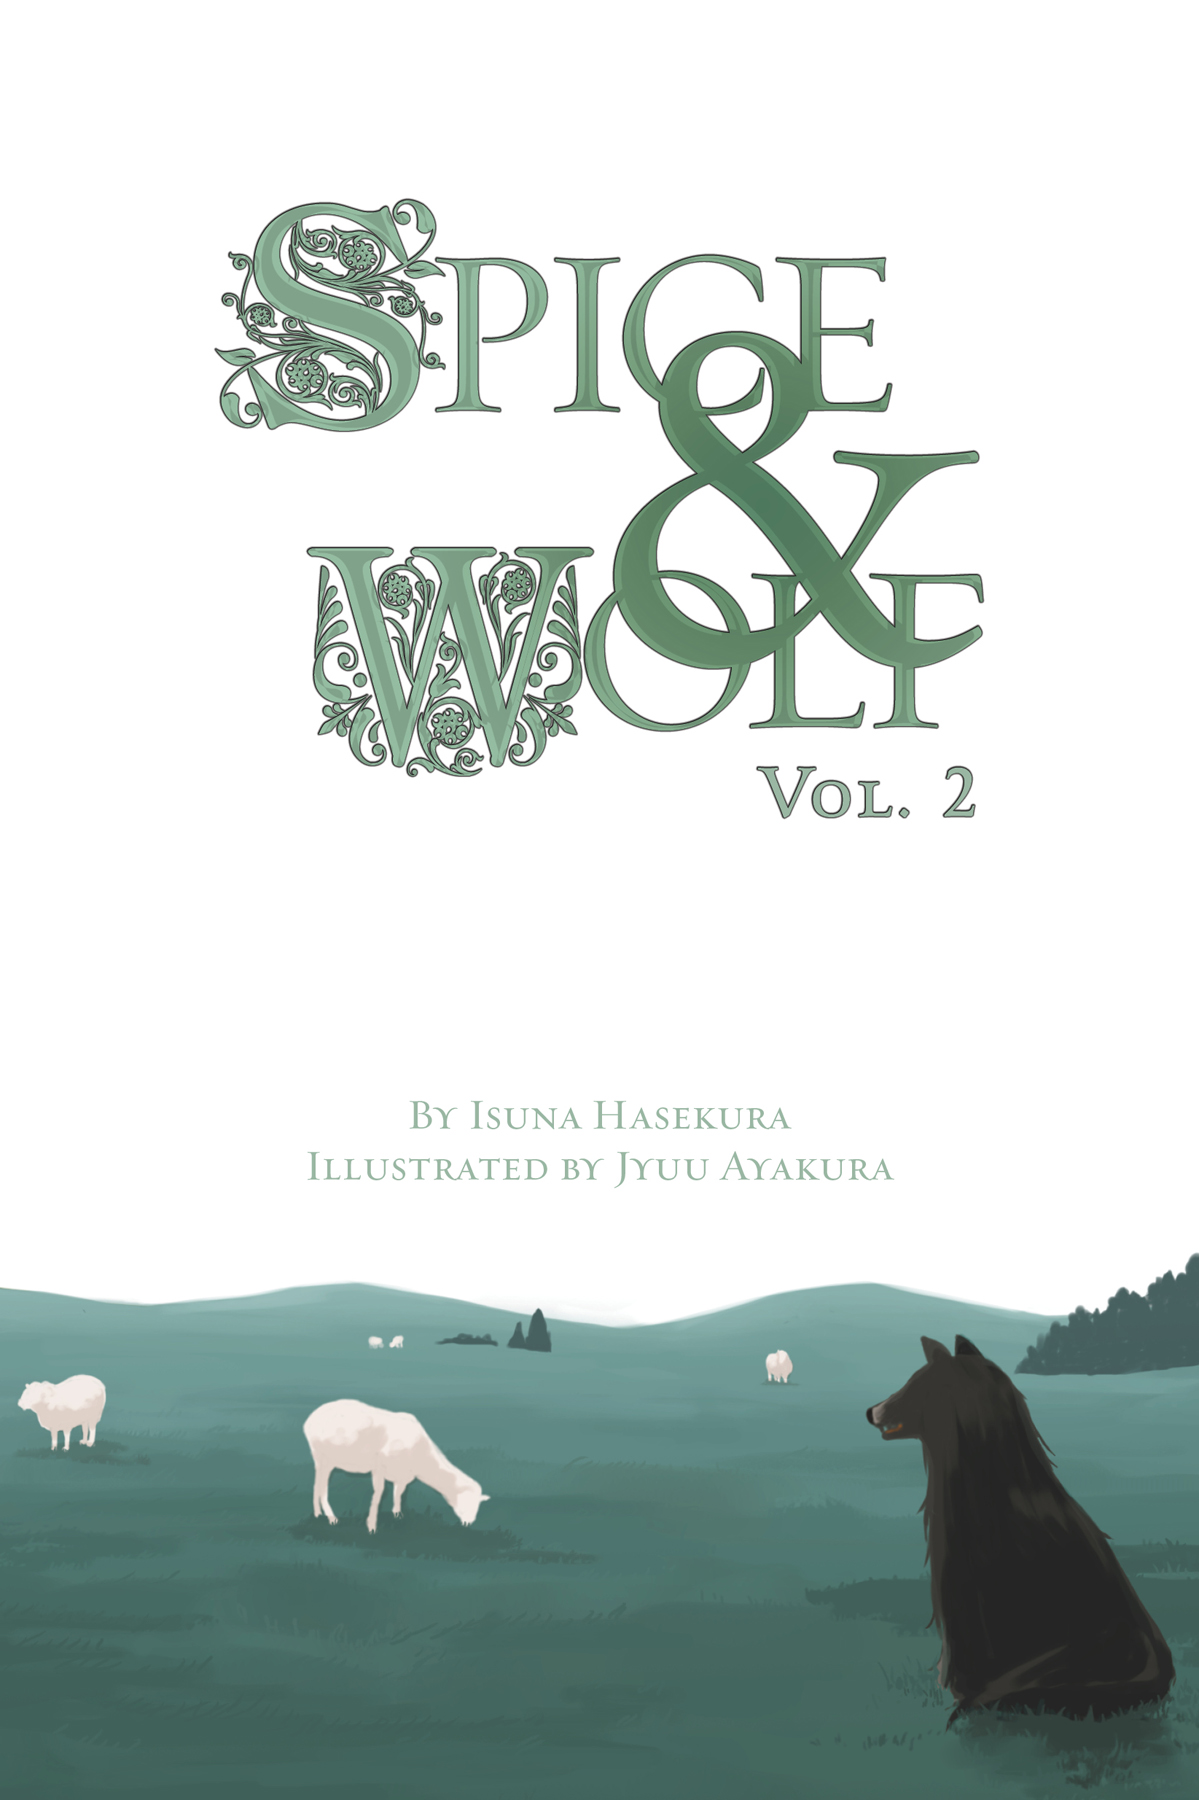 SPICE
&
WOLF
VOL. 2
BY ISUNA HASEKURA
ILLUSTRATED BY JYUU AYAKURA